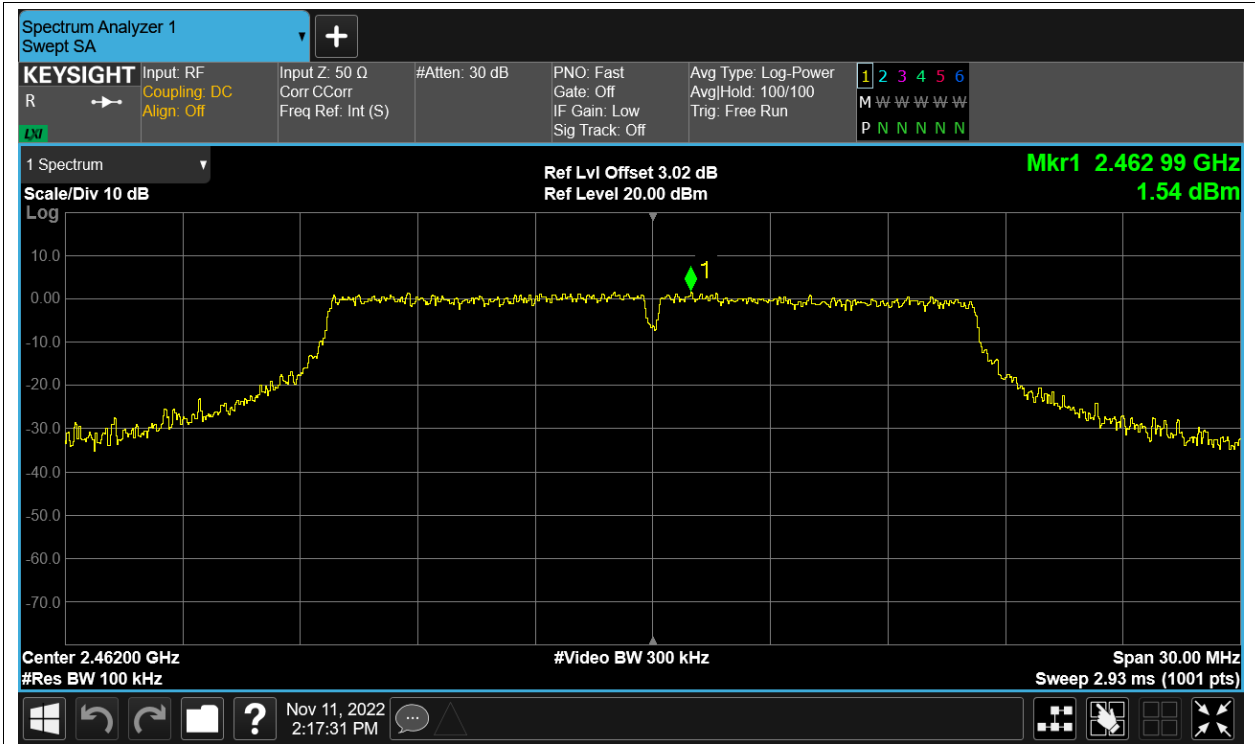 Spectrum Analyzer 1
Swept SA
KEYSIGHT
R
LXI
Input: RF
Coupling: DC
Align: Off
Input Z: 50 Ω
Corr CCorr
Freq Ref: Int (S)
#Atten: 30 dB
PNO: Fast
Gate: Off
IF Gain: Low
Sig Track: Off
Avg Type: Log-Power
Avg|Hold: 100/100
Trig: Free Run
1 2 3 4 5 6
M W W W W W
P N N N N N
1 Spectrum
Scale/Div 10 dB
Log
Ref Lvl Offset 3.02 dB
Ref Level 20.00 dBm
Mkr1 2.462 99 GHz
1.54 dBm
1
10.0
0.00
-10.0
-20.0
-30.0
-40.0
-50.0
-60.0
-70.0
Center 2.46200 GHz
#Res BW 100 kHz
#Video BW 300 kHz
Span 30.00 MHz
Sweep 2.93 ms (1001 pts)
?
Nov 11, 2022
2:17:31 PM